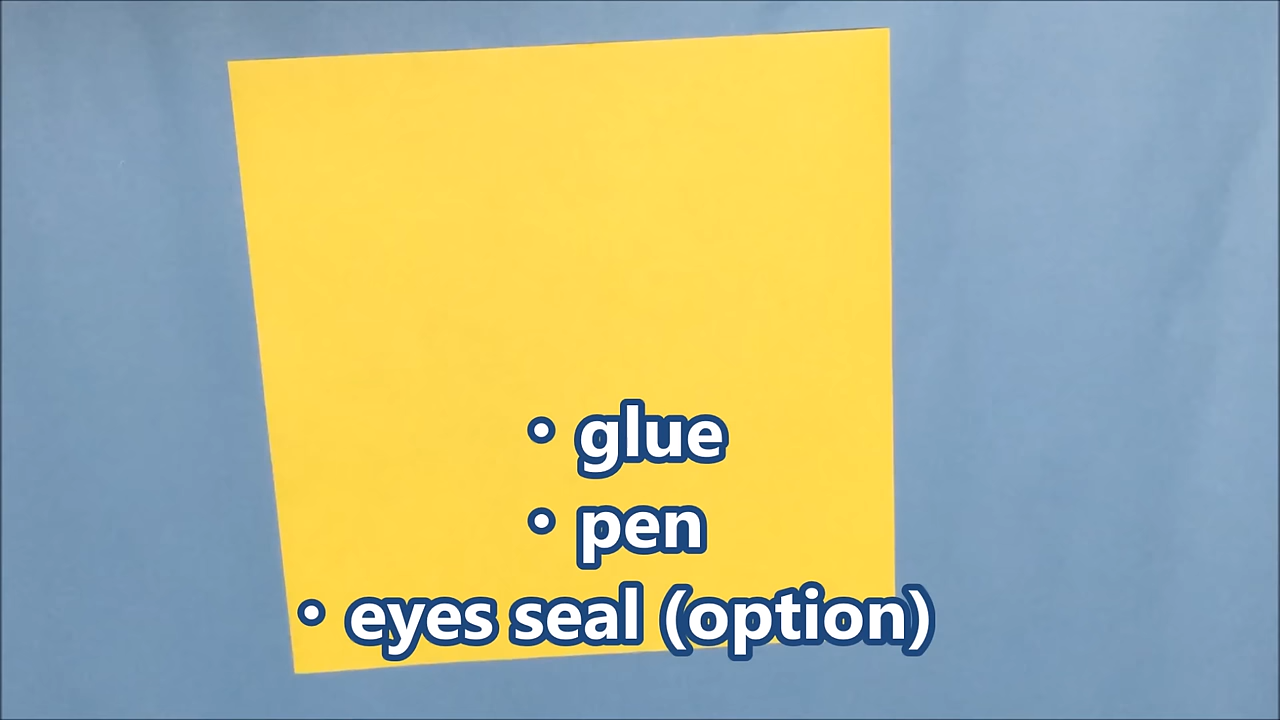 • glue
• pen
• eyes seal (option)